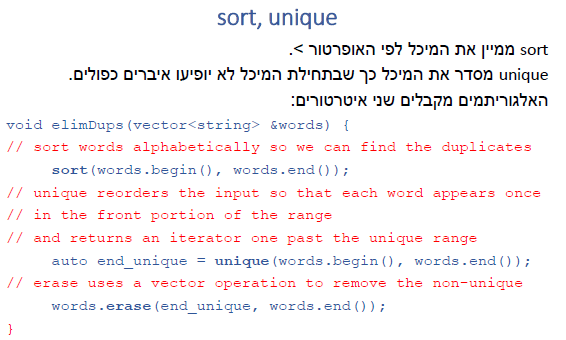 sort, unique
sort ממיין את המיכל לפי האופרטור <.
unique מסדר את המיכל כך שבתחילת המיכל לא יופיעו איברים כפולים.
האלגוריתמים מקבלים שני איטרטורים:
void elimDups(vector<string> &words) {
// sort words alphabetically so we can find the duplicates
sort(words.begin(), words.end());
// unique reorders the input so that each word appears once
// in the front portion of the range
// and returns an iterator one past the unique range
auto end_unique = unique(words.begin(), words.end());
// erase uses a vector operation to remove the non-unique
words.erase(end_unique, words.end());
}